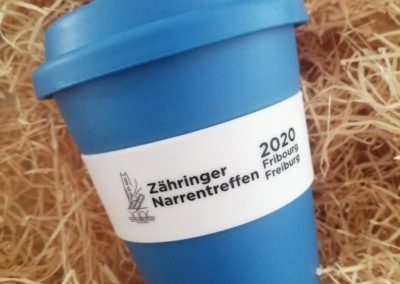 Zähringer
Narrentreffen
2020
Fribourg
Freiburg